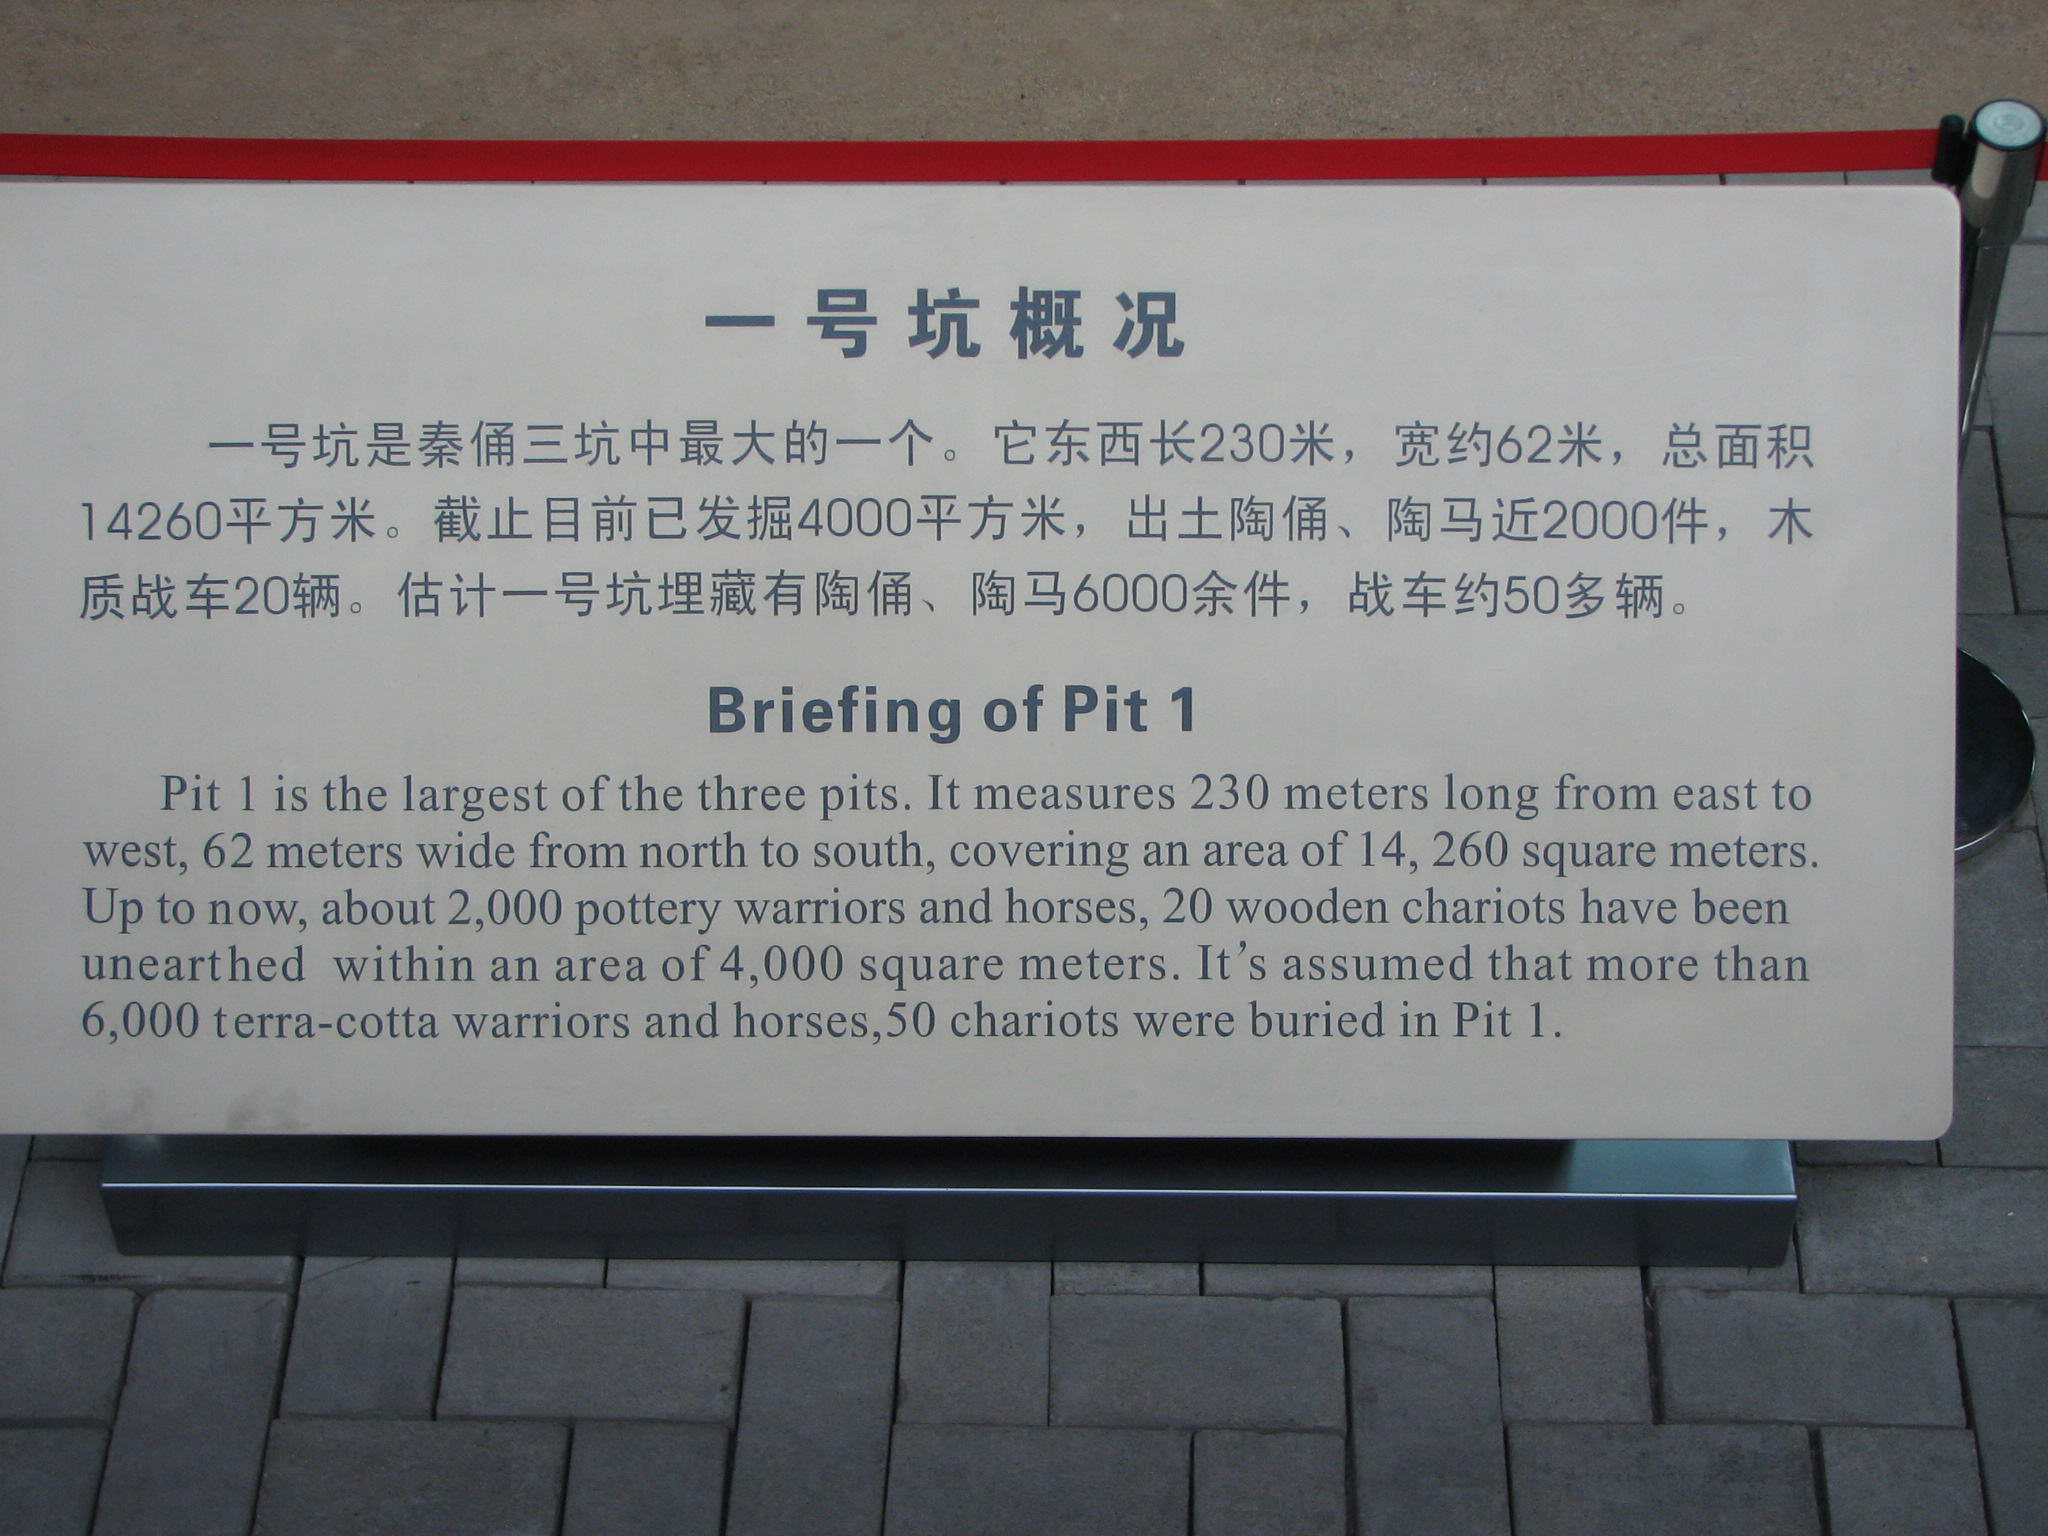 一号坑概况
一号坑是秦俑三坑中最大的一个。它东西长230米，宽约62米，总面积
14260平方米。截止目前已发掘4000平方米，出土陶俑、陶马近2000件，木
质战车20辆。估计一号坑埋藏有陶俑、陶马6000余件，战车约50多辆。
Briefing of Pit 1
Pit 1 is the largest of the three pits. It measures 230 meters long from east to
west, 62 meters wide from north to south, covering an area of 14, 260 square meters.
Up to now, about 2,000 pottery warriors and horses, 20 wooden chariots have been
unearthed within an area of 4,000 square meters. It's assumed that more than
6,000 terra-cotta warriors and horses,50 chariots were buried in Pit 1.